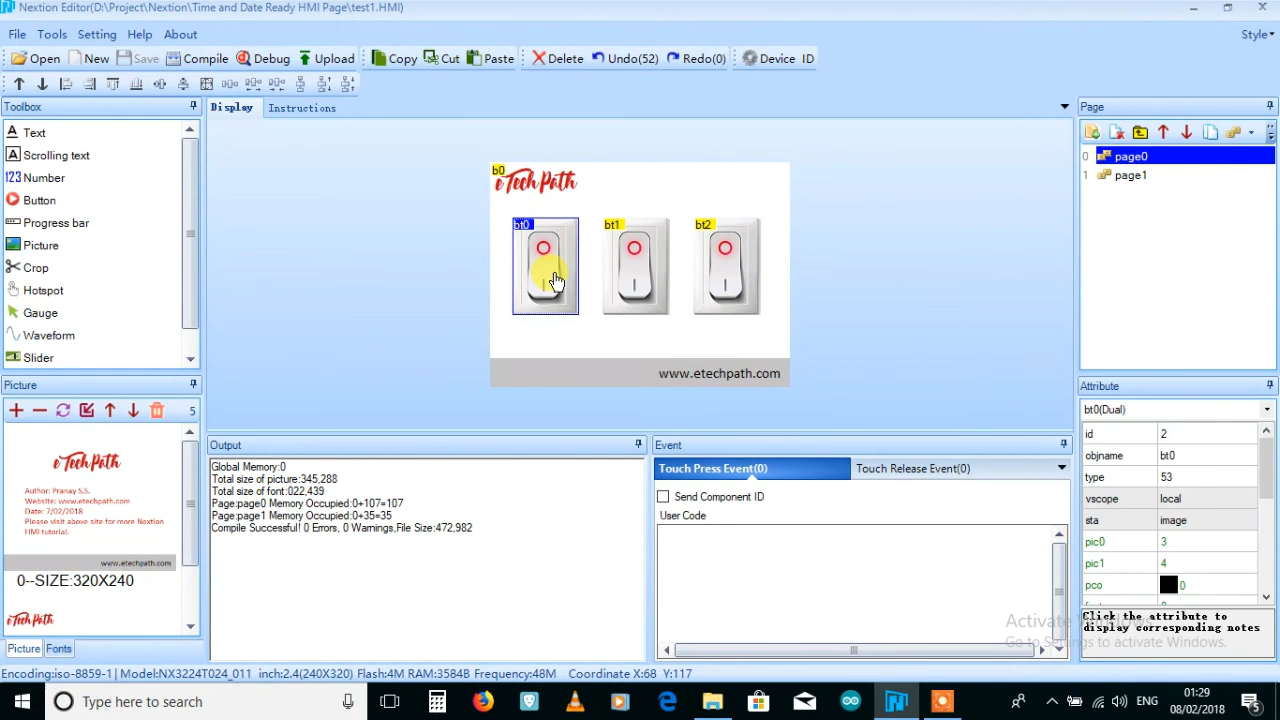 Nextion Editor(D:\Project\Nextion\Time and Date Ready HMI Page\test1.HMI)
File Tools Setting Help About Style
Open New Save Compile Debug Upload Copy Cut Paste Delete Undo(52) Redo(0) Device ID
Toolbox
Text
Scrolling text
123 Number
Button
Progress bar
Picture
Crop
Hotspot
Gauge
Waveform
Slider
Picture
5
eTechPath
Author: Pranay S.S.
Website: www.etechpath.com
Date: 7/02/2018
Please visit above site for more Nextion
HMI tutorial.
www.etechpath.com
0--SIZE:320X240
eTechPath
Picture Fonts
Display Instructions
b0
eTechPath
bt0 bt1 bt2
www.etechpath.com
Output
Global Memory:0
Total size of picture:345,288
Total size of font:022,439
Page:page0 Memory Occupied:0+107=107
Page:page1 Memory Occupied:0+35=35
Compile Successful! 0 Errors, 0 Warnings,File Size:472,982
Event
Touch Press Event(0) Touch Release Event(0)
Send Component ID
User Code
Page
0 page0
1 page1
Attribute
bt0(Dual)
id 2
objname bt0
type 53
vscope local
sta image
pic0 3
pic1 4
pco 0
Click the attribute to
display corresponding notes
Activate Windows
Go to Settings to activate Windows.
Encoding:iso-8859-1 Model:NX3224T024_011 inch:2.4(240X320) Flash:4M RAM:3584B Frequency:48M Coordinate X:68 Y:117
Type here to search
ENG
01:29
08/02/2018
5